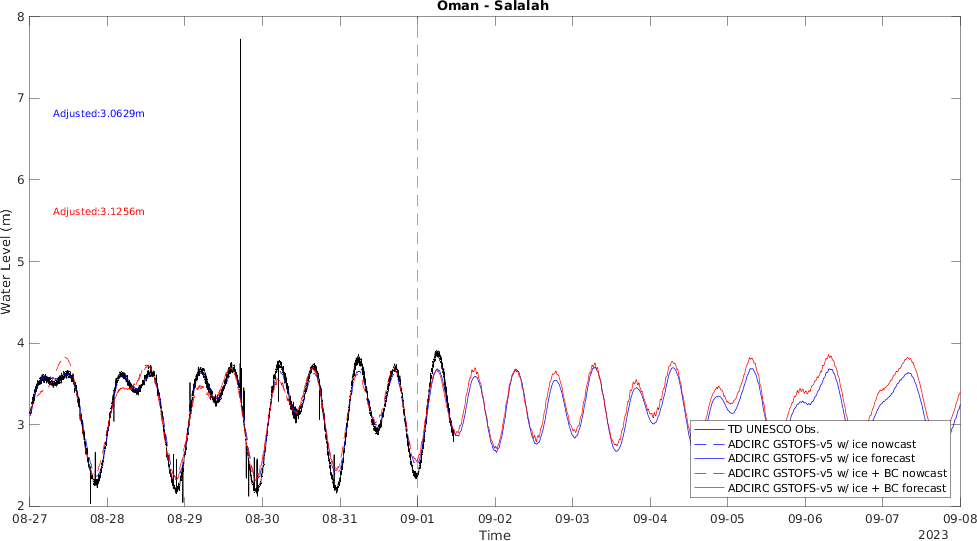 Oman - Salalah
8
7
6
5
4
3
2
Water Level (m)
Adjusted:3.0629m
Adjusted:3.1256m
TD UNESCO Obs.
ADCIRC GSTOFS-v5 w/ ice nowcast
ADCIRC GSTOFS-v5 w/ ice forecast
ADCIRC GSTOFS-v5 w/ ice + BC nowcast
ADCIRC GSTOFS-v5 w/ ice + BC forecast
08-27 08-28 08-29 08-30 08-31 09-01 09-02 09-03 09-04 09-05 09-06 09-07 09-08
Time
2023